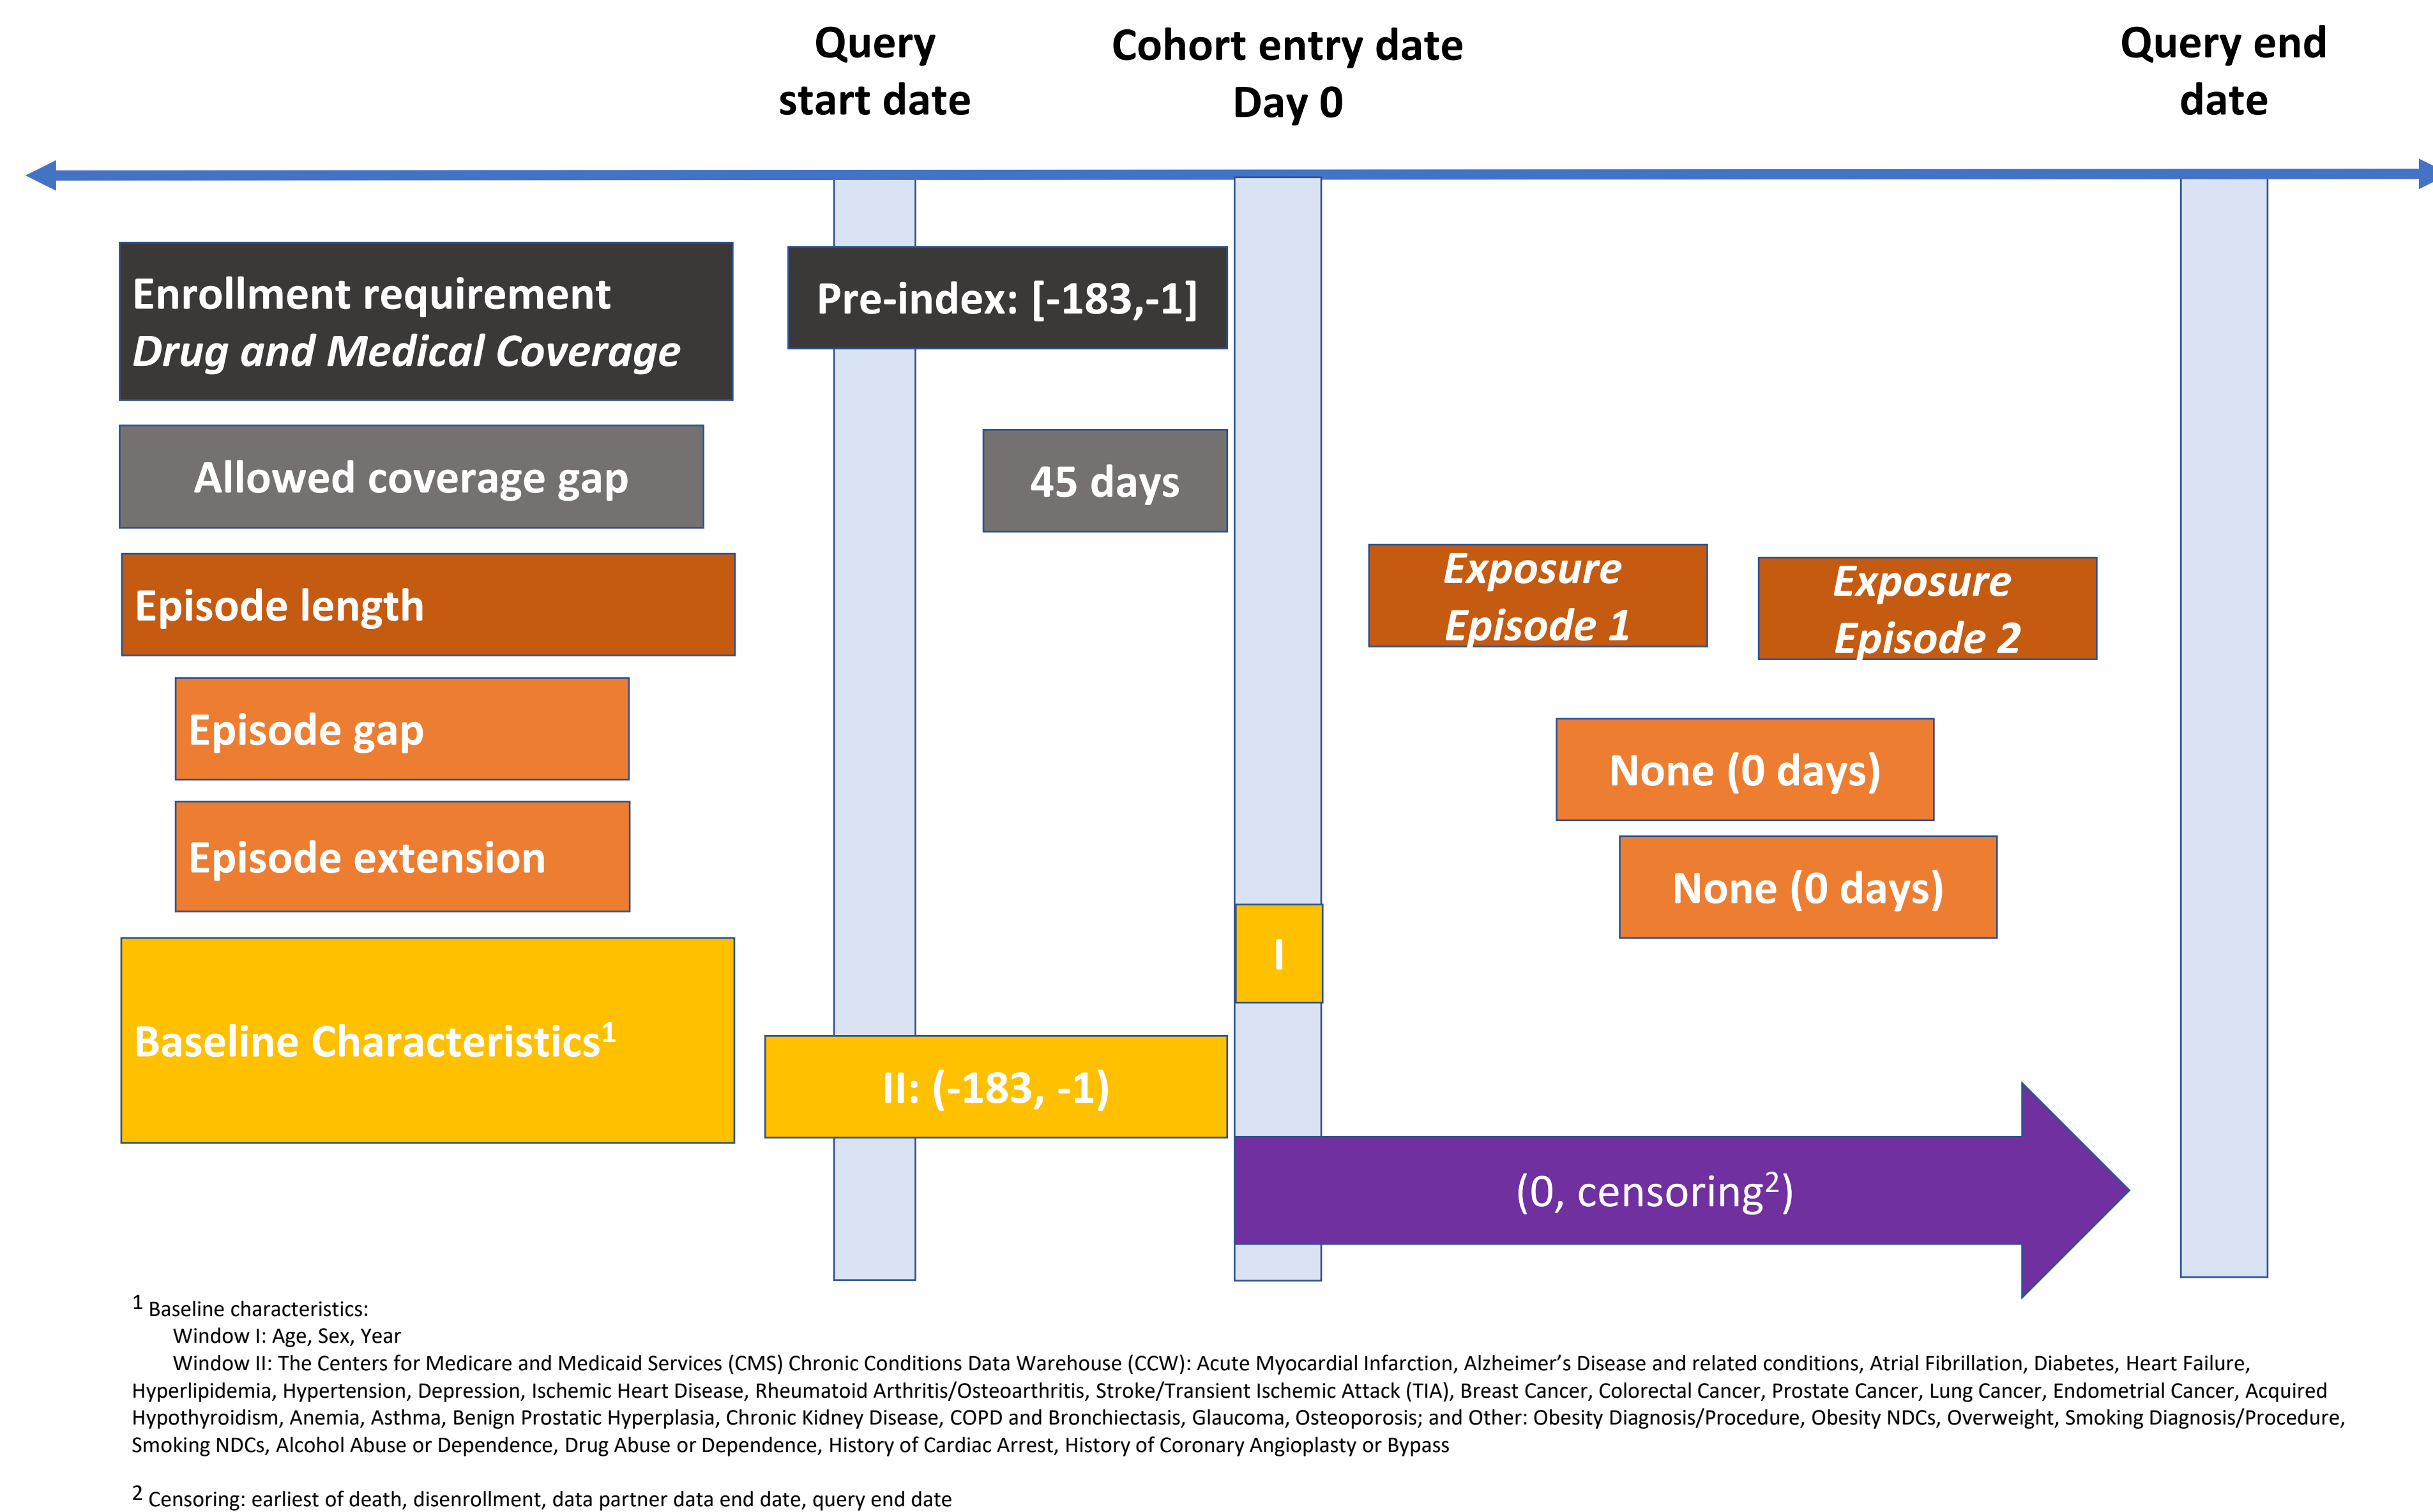 Query
start date
Cohort entry date
Day 0
Query end
date
Enrollment requirement
Drug and Medical Coverage
Pre-index: [-183,-1]
Allowed coverage gap
45 days
Episode length
Exposure
Episode 1
Exposure
Episode 2
Episode gap
None (0 days)
Episode extension
None (0 days)
I
Baseline Characteristics¹
II: (-183, -1)
(0, censoring²)
¹ Baseline characteristics:
Window I: Age, Sex, Year
Window II: The Centers for Medicare and Medicaid Services (CMS) Chronic Conditions Data Warehouse (CCW): Acute Myocardial Infarction, Alzheimer’s Disease and related conditions, Atrial Fibrillation, Diabetes, Heart Failure,
Hyperlipidemia, Hypertension, Depression, Ischemic Heart Disease, Rheumatoid Arthritis/Osteoarthritis, Stroke/Transient Ischemic Attack (TIA), Breast Cancer, Colorectal Cancer, Prostate Cancer, Lung Cancer, Endometrial Cancer, Acquired
Hypothyroidism, Anemia, Asthma, Benign Prostatic Hyperplasia, Chronic Kidney Disease, COPD and Bronchiectasis, Glaucoma, Osteoporosis; and Other: Obesity Diagnosis/Procedure, Obesity NDCs, Overweight, Smoking Diagnosis/Procedure,
Smoking NDCs, Alcohol Abuse or Dependence, Drug Abuse or Dependence, History of Cardiac Arrest, History of Coronary Angioplasty or Bypass
² Censoring: earliest of death, disenrollment, data partner data end date, query end date